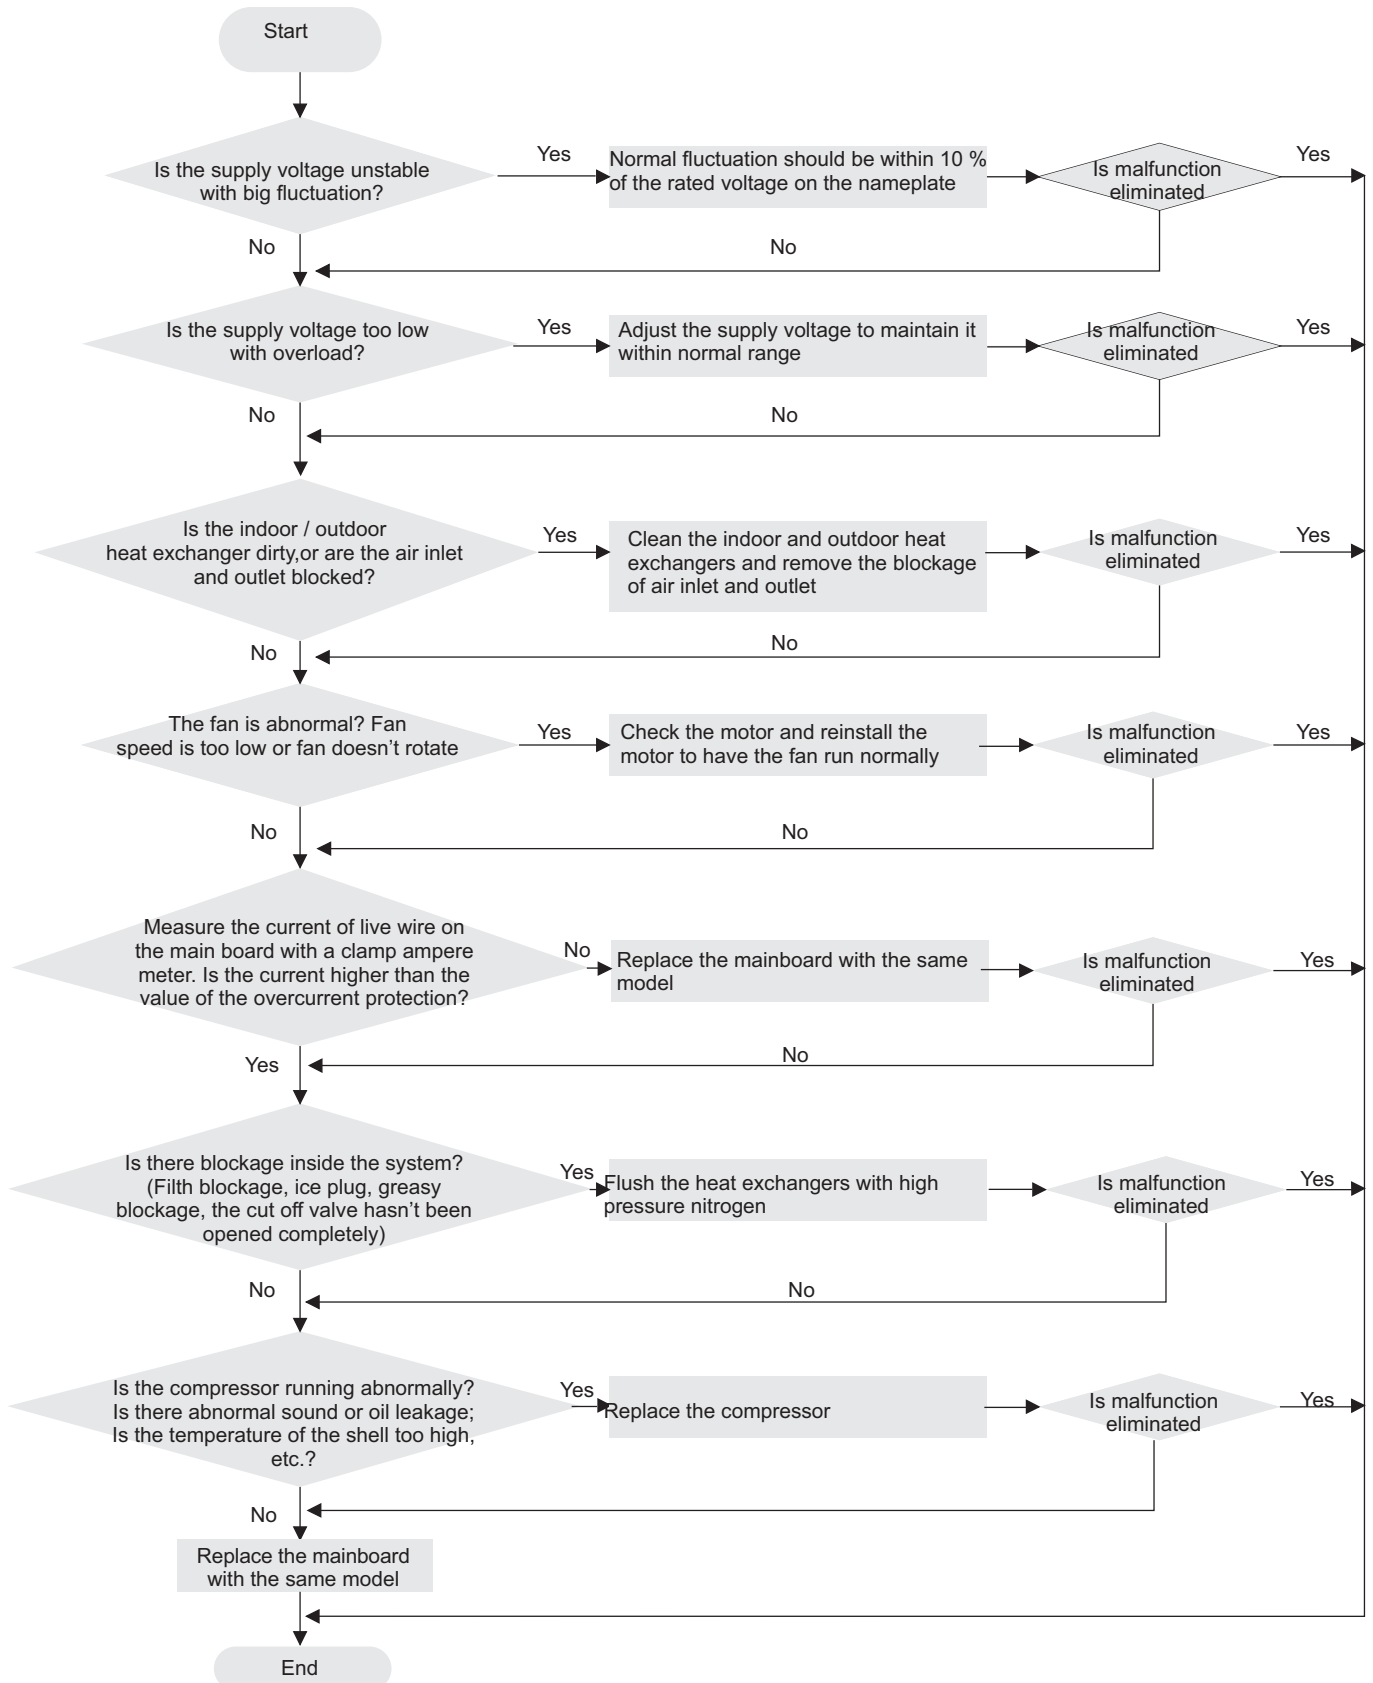 Start
Is the supply voltage unstable
with big fluctuation?
Yes
Normal fluctuation should be within 10 %
of the rated voltage on the nameplate
Is malfunction
eliminated
Yes
No
No
Is the supply voltage too low
with overload?
Yes
Adjust the supply voltage to maintain it
within normal range
Is malfunction
eliminated
Yes
No
No
Is the indoor / outdoor
heat exchanger dirty,or are the air inlet
and outlet blocked?
Yes
Clean the indoor and outdoor heat
exchangers and remove the blockage
of air inlet and outlet
Is malfunction
eliminated
Yes
No
No
The fan is abnormal? Fan
speed is too low or fan doesn't rotate
Yes
Check the motor and reinstall the
motor to have the fan run normally
Is malfunction
eliminated
Yes
No
No
Measure the current of live wire on
the main board with a clamp ampere
meter. Is the current higher than the
value of the overcurrent protection?
No
Replace the mainboard with the same
model
Is malfunction
eliminated
Yes
Yes
No
Is there blockage inside the system?
(Filth blockage, ice plug, greasy
blockage, the cut off valve hasn't been
opened completely)
Yes
Flush the heat exchangers with high
pressure nitrogen
Is malfunction
eliminated
Yes
No
No
Is the compressor running abnormally?
Is there abnormal sound or oil leakage;
Is the temperature of the shell too high,
etc.?
Yes
Replace the compressor
Is malfunction
eliminated
Yes
No
Replace the mainboard
with the same model
End